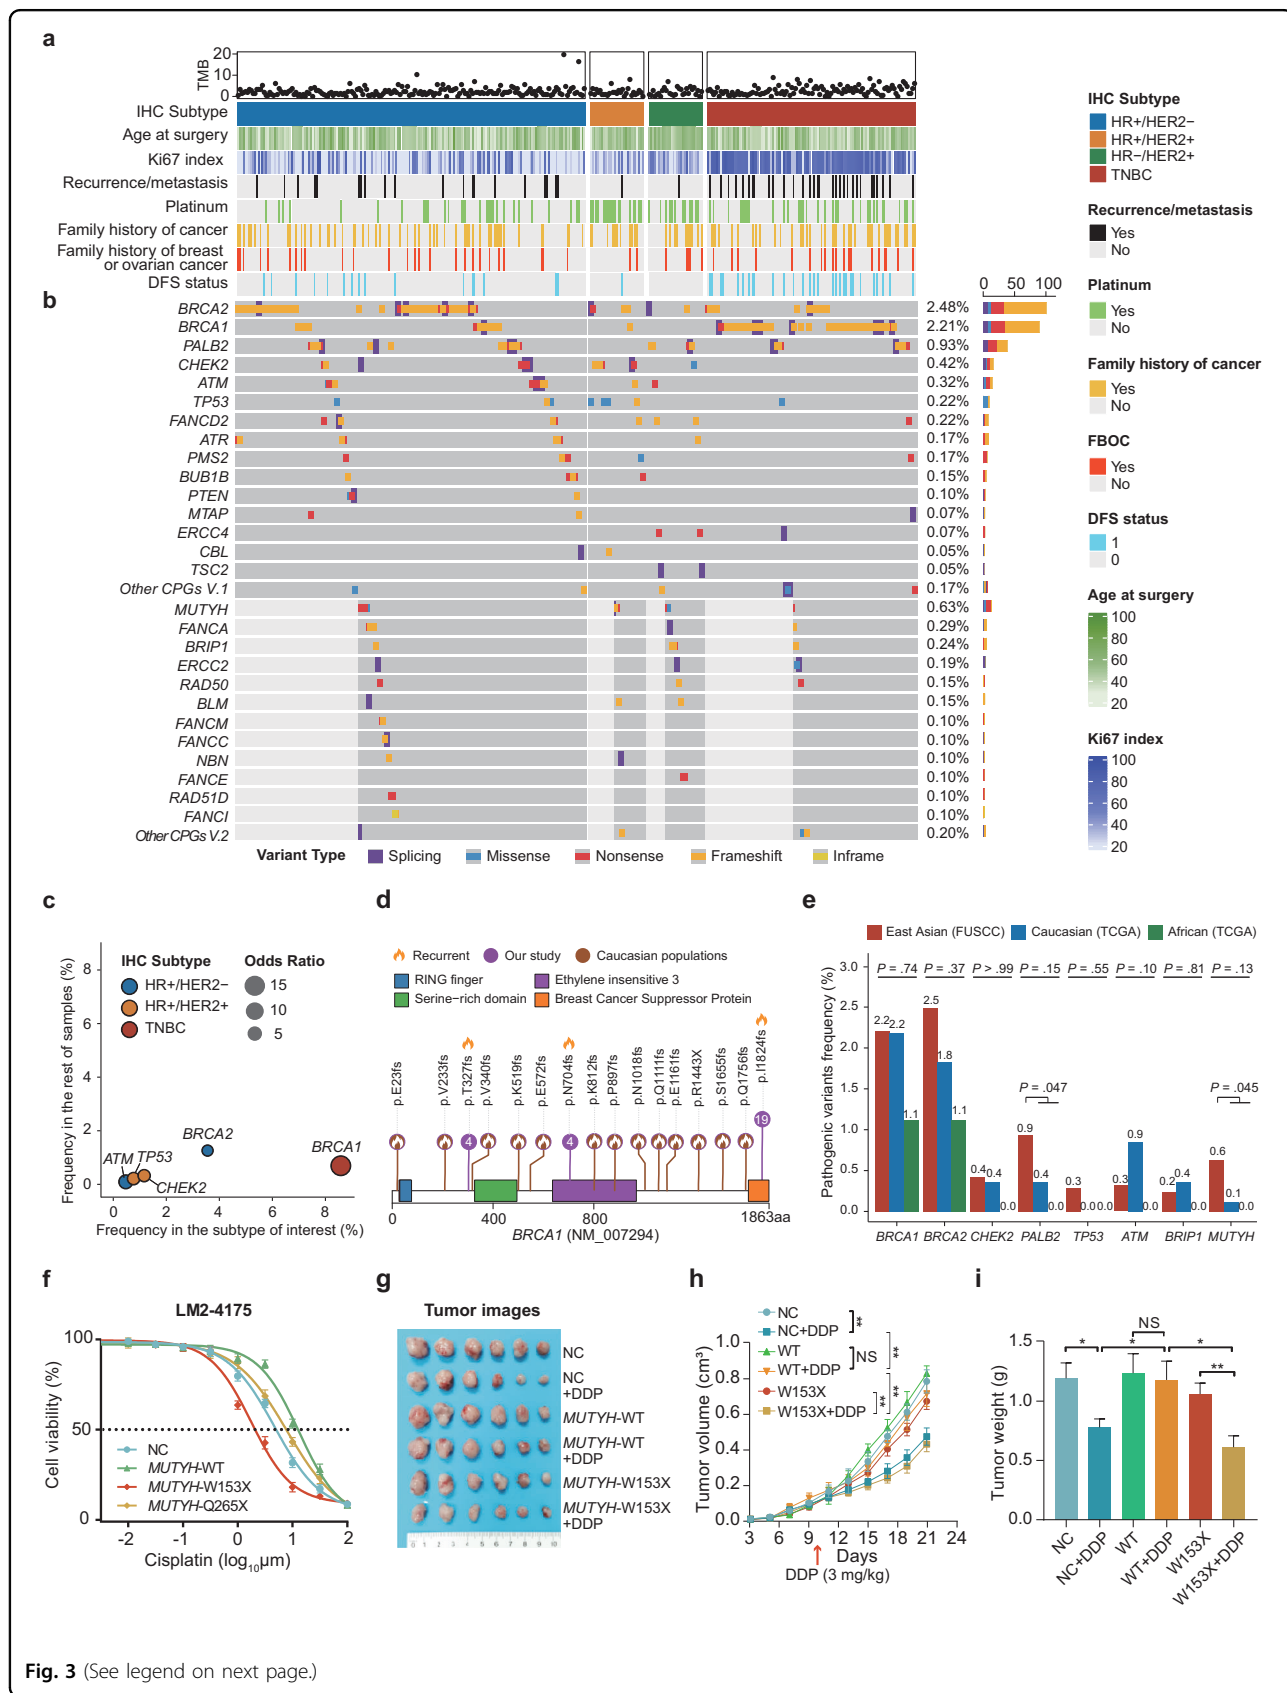 a
20
10
0
TMB
IHC Subtype
Age at surgery
Ki67 index
Recurrence/metastasis
Platinum
Family history of cancer
Family history of breast
or ovarian cancer
DFS status
IHC Subtype
HR+/HER2−
HR+/HER2+
HR−/HER2+
TNBC
Recurrence/metastasis
Yes
No
Platinum
Yes
No
Family history of cancer
Yes
No
FBOC
Yes
No
DFS status
1
0
Age at surgery
100
80
60
40
20
Ki67 index
100
80
60
40
20
b
0 50 100
BRCA2 2.48%
BRCA1 2.21%
PALB2 0.93%
CHEK2 0.42%
ATM 0.32%
TP53 0.22%
FANCD2 0.22%
ATR 0.17%
PMS2 0.17%
BUB1B 0.15%
PTEN 0.10%
MTAP 0.07%
ERCC4 0.07%
CBL 0.05%
TSC2 0.05%
Other CPGs V.1 0.17%
MUTYH 0.63%
FANCA 0.29%
BRIP1 0.24%
ERCC2 0.19%
RAD50 0.15%
BLM 0.15%
FANCM 0.10%
FANCC 0.10%
NBN 0.10%
FANCE 0.10%
RAD51D 0.10%
FANCI 0.10%
Other CPGs V.2 0.20%
Variant Type Splicing Missense Nonsense Frameshift Inframe
c
IHC Subtype
HR+/HER2−
HR+/HER2+
TNBC
Odds Ratio
15
10
5
Frequency in the rest of samples (%)
8
6
4
2
0
BRCA2
BRCA1
ATM
TP53
CHEK2
0 2 4 6 8
Frequency in the subtype of interest (%)
d
Recurrent Our study Caucasian populations
RING finger Ethylene insensitive 3
Serine−rich domain Breast Cancer Suppressor Protein
p.E23fs
p.V233fs
p.T327fs
p.V340fs
p.K519fs
p.E572fs
p.N704fs
p.K812fs
p.P897fs
p.N1018fs
p.Q1111fs
p.E1161fs
p.R1443X
p.S1655fs
p.Q1756fs
p.I1824fs
4 4 19
0 400 800 1863aa
BRCA1 (NM_007294)
e
East Asian (FUSCC) Caucasian (TCGA) African (TCGA)
Pathogenic variants frequency (%)
3.0
2.5
2.0
1.5
1.0
0.5
0.0
P = .74 P = .37 P > .99 P = .15 P = .55 P = .10 P = .81 P = .13
P = .047
P = .045
2.2 2.2 1.1
2.5 1.8 1.1
0.4 0.4 0.0
0.9 0.4 0.0
0.3 0.0 0.0
0.3 0.9 0.0
0.2 0.4 0.0
0.6 0.1 0.0
BRCA1 BRCA2 CHEK2 PALB2 TP53 ATM BRIP1 MUTYH
f
LM2-4175
Cell viability (%)
100
50
0
NC
MUTYH-WT
MUTYH-W153X
MUTYH-Q265X
-2 -1 0 1 2
Cisplatin (log10μm)
g
Tumor images
NC
NC
+DDP
MUTYH-WT
MUTYH-WT
+DDP
MUTYH-W153X
MUTYH-W153X
+DDP
0 1 2 3 4 5 6 7 8 9 10
h
NC
NC+DDP
WT
WT+DDP
W153X
W153X+DDP
**
NS
**
**
**
Tumor volume (cm³)
1.0
0.8
0.6
0.4
0.2
0
3 6 9 12 15 18 21 24
Days
DDP (3 mg/kg)
i
Tumor weight (g)
1.5
1.0
0.5
0.0
NS
* * *
**
NC
NC+DDP
WT
WT+DDP
W153X
W153X+DDP
Fig. 3 (See legend on next page.)